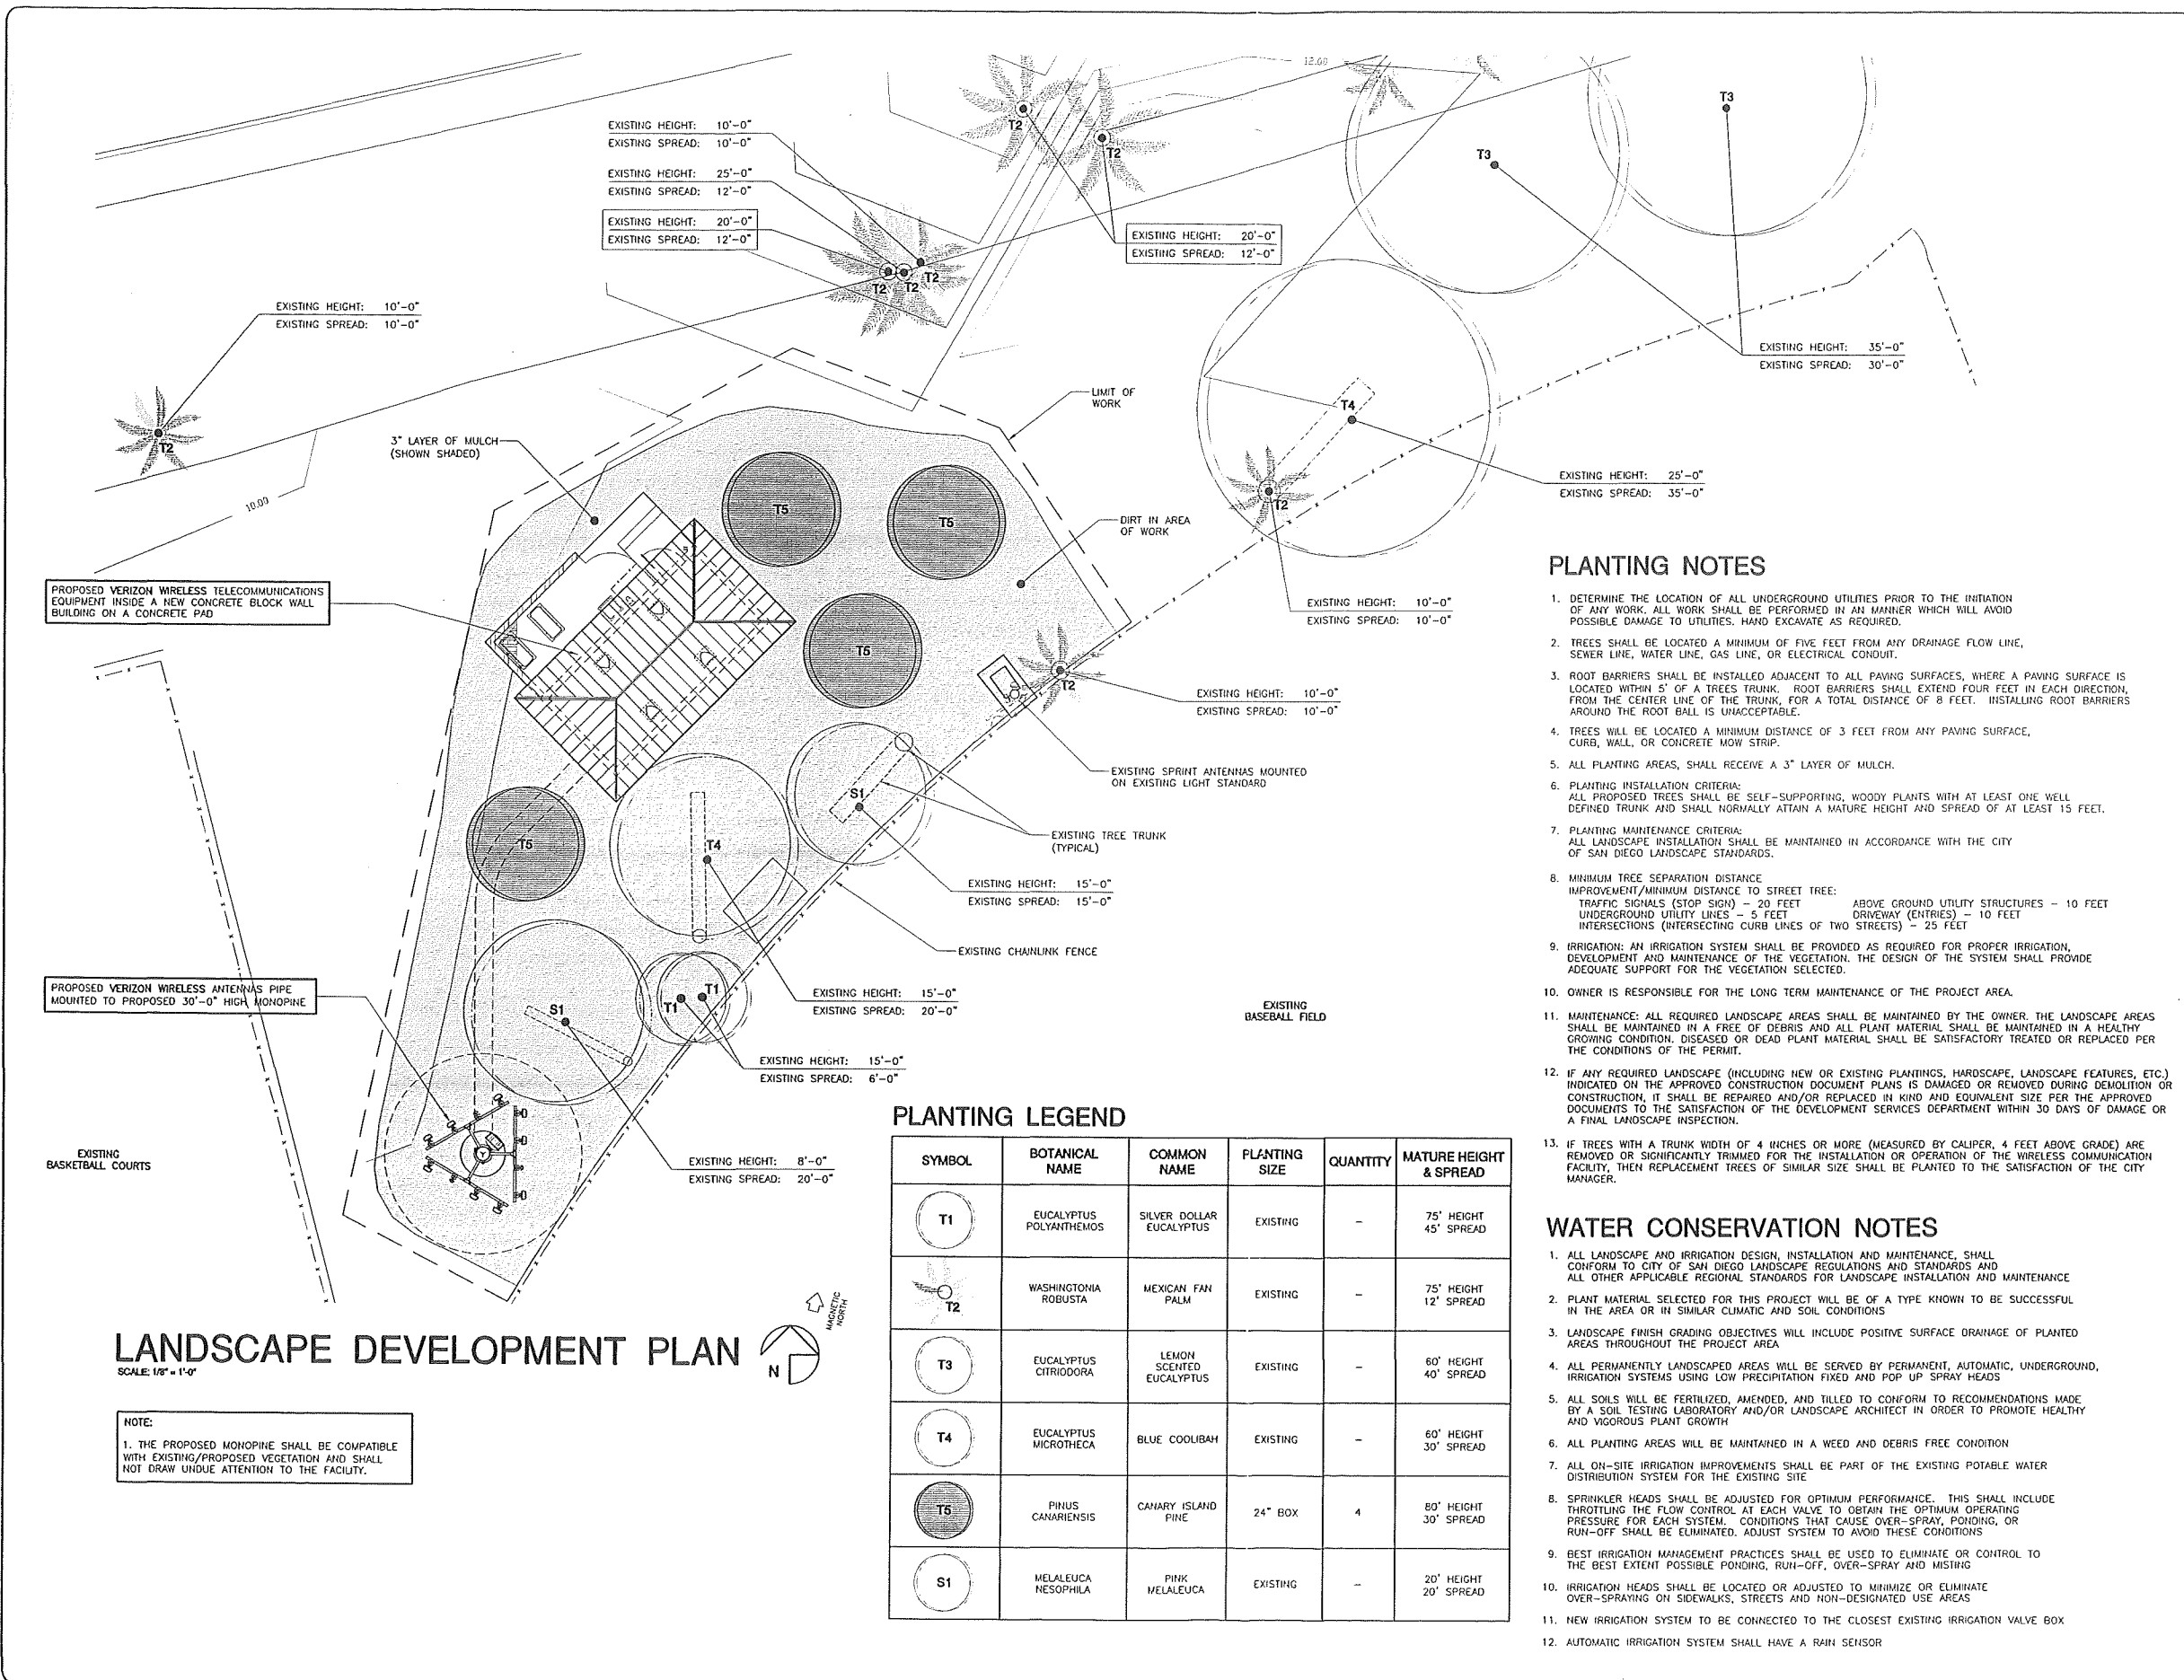 12.00
T3
T3
T2
T2
EXISTING HEIGHT: 10'-0"
EXISTING SPREAD: 10'-0"
EXISTING HEIGHT: 25'-0"
EXISTING SPREAD: 12'-0"
EXISTING HEIGHT: 20'-0"
EXISTING SPREAD: 12'-0"
T2
T2
T2
EXISTING HEIGHT: 20'-0"
EXISTING SPREAD: 12'-0"
EXISTING HEIGHT: 10'-0"
EXISTING SPREAD: 10'-0"
T2
EXISTING HEIGHT: 35'-0"
EXISTING SPREAD: 30'-0"
LIMIT OF
WORK
T4
3" LAYER OF MULCH
(SHOWN SHADED)
10.00
EXISTING HEIGHT: 25'-0"
EXISTING SPREAD: 35'-0"
T2
T5
T5
DIRT IN AREA
OF WORK
PROPOSED VERIZON WIRELESS TELECOMMUNICATIONS
EQUIPMENT INSIDE A NEW CONCRETE BLOCK WALL
BUILDING ON A CONCRETE PAD
EXISTING HEIGHT: 10'-0"
EXISTING SPREAD: 10'-0"
T5
T2
EXISTING HEIGHT: 10'-0"
EXISTING SPREAD: 10'-0"
EXISTING SPRINT ANTENNAS MOUNTED
ON EXISTING LIGHT STANDARD
S1
EXISTING TREE TRUNK
(TYPICAL)
T5
T4
EXISTING HEIGHT: 15'-0"
EXISTING SPREAD: 15'-0"
EXISTING CHAINLINK FENCE
PROPOSED VERIZON WIRELESS ANTENNAS PIPE
MOUNTED TO PROPOSED 30'-0" HIGH MONOPINE
S1
T1
T1
EXISTING HEIGHT: 15'-0"
EXISTING SPREAD: 20'-0"
EXISTING
BASEBALL FIELD
EXISTING HEIGHT: 15'-0"
EXISTING SPREAD: 6'-0"
EXISTING
BASKETBALL COURTS
EXISTING HEIGHT: 8'-0"
EXISTING SPREAD: 20'-0"
LANDSCAPE DEVELOPMENT PLAN
SCALE: 1/8" = 1'-0"
N
MAGNETIC
NORTH
NOTE:
1. THE PROPOSED MONOPINE SHALL BE COMPATIBLE
WITH EXISTING/PROPOSED VEGETATION AND SHALL
NOT DRAW UNDUE ATTENTION TO THE FACILITY.
PLANTING LEGEND
SYMBOL BOTANICAL NAME COMMON NAME PLANTING SIZE QUANTITY MATURE HEIGHT & SPREAD
T1 EUCALYPTUS POLYANTHEMOS SILVER DOLLAR EUCALYPTUS EXISTING – 75' HEIGHT 45' SPREAD
T2 WASHINGTONIA ROBUSTA MEXICAN FAN PALM EXISTING – 75' HEIGHT 12' SPREAD
T3 EUCALYPTUS CITRIODORA LEMON SCENTED EUCALYPTUS EXISTING – 60' HEIGHT 40' SPREAD
T4 EUCALYPTUS MICROTHECA BLUE COOLIBAH EXISTING – 60' HEIGHT 30' SPREAD
T5 PINUS CANARIENSIS CANARY ISLAND PINE 24" BOX 4 80' HEIGHT 30' SPREAD
S1 MELALEUCA NESOPHILA PINK MELALEUCA EXISTING – 20' HEIGHT 20' SPREAD
PLANTING NOTES
1. DETERMINE THE LOCATION OF ALL UNDERGROUND UTILITIES PRIOR TO THE INITIATION
OF ANY WORK. ALL WORK SHALL BE PERFORMED IN AN MANNER WHICH WILL AVOID
POSSIBLE DAMAGE TO UTILITIES. HAND EXCAVATE AS REQUIRED.
2. TREES SHALL BE LOCATED A MINIMUM OF FIVE FEET FROM ANY DRAINAGE FLOW LINE,
SEWER LINE, WATER LINE, GAS LINE, OR ELECTRICAL CONDUIT.
3. ROOT BARRIERS SHALL BE INSTALLED ADJACENT TO ALL PAVING SURFACES, WHERE A PAVING SURFACE IS
LOCATED WITHIN 5' OF A TREES TRUNK. ROOT BARRIERS SHALL EXTEND FOUR FEET IN EACH DIRECTION,
FROM THE CENTER LINE OF THE TRUNK, FOR A TOTAL DISTANCE OF 8 FEET. INSTALLING ROOT BARRIERS
AROUND THE ROOT BALL IS UNACCEPTABLE.
4. TREES WILL BE LOCATED A MINIMUM DISTANCE OF 3 FEET FROM ANY PAVING SURFACE,
CURB, WALL, OR CONCRETE MOW STRIP.
5. ALL PLANTING AREAS, SHALL RECEIVE A 3" LAYER OF MULCH.
6. PLANTING INSTALLATION CRITERIA:
ALL PROPOSED TREES SHALL BE SELF-SUPPORTING, WOODY PLANTS WITH AT LEAST ONE WELL
DEFINED TRUNK AND SHALL NORMALLY ATTAIN A MATURE HEIGHT AND SPREAD OF AT LEAST 15 FEET.
7. PLANTING MAINTENANCE CRITERIA:
ALL LANDSCAPE INSTALLATION SHALL BE MAINTAINED IN ACCORDANCE WITH THE CITY
OF SAN DIEGO LANDSCAPE STANDARDS.
8. MINIMUM TREE SEPARATION DISTANCE
IMPROVEMENT/MINIMUM DISTANCE TO STREET TREE:
TRAFFIC SIGNALS (STOP SIGN) – 20 FEET ABOVE GROUND UTILITY STRUCTURES – 10 FEET
UNDERGROUND UTILITY LINES – 5 FEET DRIVEWAY (ENTRIES) – 10 FEET
INTERSECTIONS (INTERSECTING CURB LINES OF TWO STREETS) – 25 FEET
9. IRRIGATION: AN IRRIGATION SYSTEM SHALL BE PROVIDED AS REQUIRED FOR PROPER IRRIGATION,
DEVELOPMENT AND MAINTENANCE OF THE VEGETATION. THE DESIGN OF THE SYSTEM SHALL PROVIDE
ADEQUATE SUPPORT FOR THE VEGETATION SELECTED.
10. OWNER IS RESPONSIBLE FOR THE LONG TERM MAINTENANCE OF THE PROJECT AREA.
11. MAINTENANCE: ALL REQUIRED LANDSCAPE AREAS SHALL BE MAINTAINED BY THE OWNER. THE LANDSCAPE AREAS
SHALL BE MAINTAINED IN A FREE OF DEBRIS AND ALL PLANT MATERIAL SHALL BE MAINTAINED IN A HEALTHY
GROWING CONDITION. DISEASED OR DEAD PLANT MATERIAL SHALL BE SATISFACTORY TREATED OR REPLACED PER
THE CONDITIONS OF THE PERMIT.
12. IF ANY REQUIRED LANDSCAPE (INCLUDING NEW OR EXISTING PLANTINGS, HARDSCAPE, LANDSCAPE FEATURES, ETC.)
INDICATED ON THE APPROVED CONSTRUCTION DOCUMENT PLANS IS DAMAGED OR REMOVED DURING DEMOLITION OR
CONSTRUCTION, IT SHALL BE REPAIRED AND/OR REPLACED IN KIND AND EQUIVALENT SIZE PER THE APPROVED
DOCUMENTS TO THE SATISFACTION OF THE DEVELOPMENT SERVICES DEPARTMENT WITHIN 30 DAYS OF DAMAGE OR
A FINAL LANDSCAPE INSPECTION.
13. IF TREES WITH A TRUNK WIDTH OF 4 INCHES OR MORE (MEASURED BY CALIPER, 4 FEET ABOVE GRADE) ARE
REMOVED OR SIGNIFICANTLY TRIMMED FOR THE INSTALLATION OR OPERATION OF THE WIRELESS COMMUNICATION
FACILITY, THEN REPLACEMENT TREES OF SIMILAR SIZE SHALL BE PLANTED TO THE SATISFACTION OF THE CITY
MANAGER.
WATER CONSERVATION NOTES
1. ALL LANDSCAPE AND IRRIGATION DESIGN, INSTALLATION AND MAINTENANCE, SHALL
CONFORM TO CITY OF SAN DIEGO LANDSCAPE REGULATIONS AND STANDARDS AND
ALL OTHER APPLICABLE REGIONAL STANDARDS FOR LANDSCAPE INSTALLATION AND MAINTENANCE
2. PLANT MATERIAL SELECTED FOR THIS PROJECT WILL BE OF A TYPE KNOWN TO BE SUCCESSFUL
IN THE AREA OR IN SIMILAR CLIMATIC AND SOIL CONDITIONS
3. LANDSCAPE FINISH GRADING OBJECTIVES WILL INCLUDE POSITIVE SURFACE DRAINAGE OF PLANTED
AREAS THROUGHOUT THE PROJECT AREA
4. ALL PERMANENTLY LANDSCAPED AREAS WILL BE SERVED BY PERMANENT, AUTOMATIC, UNDERGROUND,
IRRIGATION SYSTEMS USING LOW PRECIPITATION FIXED AND POP UP SPRAY HEADS
5. ALL SOILS WILL BE FERTILIZED, AMENDED, AND TILLED TO CONFORM TO RECOMMENDATIONS MADE
BY A SOIL TESTING LABORATORY AND/OR LANDSCAPE ARCHITECT IN ORDER TO PROMOTE HEALTHY
AND VIGOROUS PLANT GROWTH
6. ALL PLANTING AREAS WILL BE MAINTAINED IN A WEED AND DEBRIS FREE CONDITION
7. ALL ON-SITE IRRIGATION IMPROVEMENTS SHALL BE PART OF THE EXISTING POTABLE WATER
DISTRIBUTION SYSTEM FOR THE EXISTING SITE
8. SPRINKLER HEADS SHALL BE ADJUSTED FOR OPTIMUM PERFORMANCE. THIS SHALL INCLUDE
THROTTLING THE FLOW CONTROL AT EACH VALVE TO OBTAIN THE OPTIMUM OPERATING
PRESSURE FOR EACH SYSTEM. CONDITIONS THAT CAUSE OVER-SPRAY, PONDING, OR
RUN-OFF SHALL BE ELIMINATED. ADJUST SYSTEM TO AVOID THESE CONDITIONS
9. BEST IRRIGATION MANAGEMENT PRACTICES SHALL BE USED TO ELIMINATE OR CONTROL TO
THE BEST EXTENT POSSIBLE PONDING, RUN-OFF, OVER-SPRAY AND MISTING
10. IRRIGATION HEADS SHALL BE LOCATED OR ADJUSTED TO MINIMIZE OR ELIMINATE
OVER-SPRAYING ON SIDEWALKS, STREETS AND NON-DESIGNATED USE AREAS
11. NEW IRRIGATION SYSTEM TO BE CONNECTED TO THE CLOSEST EXISTING IRRIGATION VALVE BOX
12. AUTOMATIC IRRIGATION SYSTEM SHALL HAVE A RAIN SENSOR